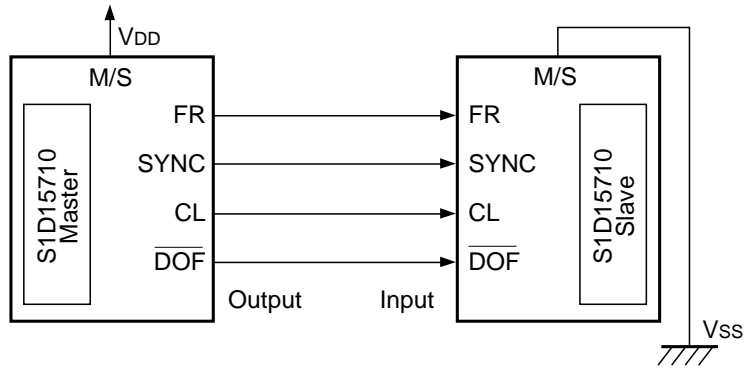 VDD
M/S
S1D15710
Master
FR
SYNC
CL
DOF
Output
Input
M/S
FR
SYNC
CL
DOF
S1D15710
Slave
VSS